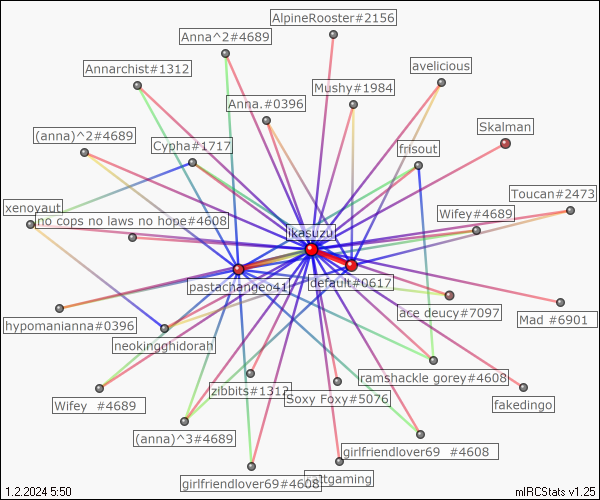 AlpineRooster#2156
Anna^2#4689
avelicious
Annarchist#1312
Mushy#1984
Anna.#0396
Skalman
(anna)^2#4689
Cypha#1717
frisout
Toucan#2473
xenoyaut
no cops no laws no hope#4608
Wifey#4689
ikasuzu
pastachangeo41
default#0617
ace deucy#7097
hypomanianna#0396
Mad #6901
neokingghidorah
ramshackle gorey#4608
zibbits#1312
Soxy Foxy#5076
fakedingo
Wifey #4689
(anna)^3#4689
girlfriendlover69 #4608
girlfriendlover69#4608
1.2.2024 5:50
mIRCStats v1.25